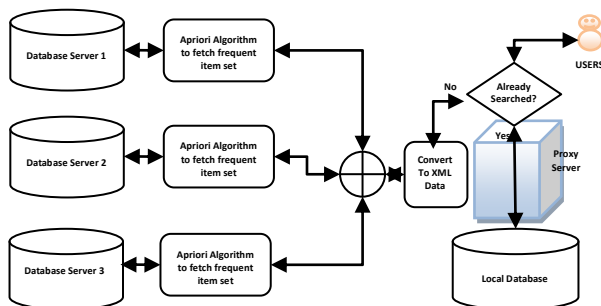 Database Server 1
Apriori Algorithm
to fetch frequent
item set
USERS
No
Already
Searched?
Database Server 2
Apriori Algorithm
to fetch frequent
item set
Convert
To XML
Data
Yes
Proxy
Server
Database Server 3
Apriori Algorithm
to fetch frequent
item set
Local Database